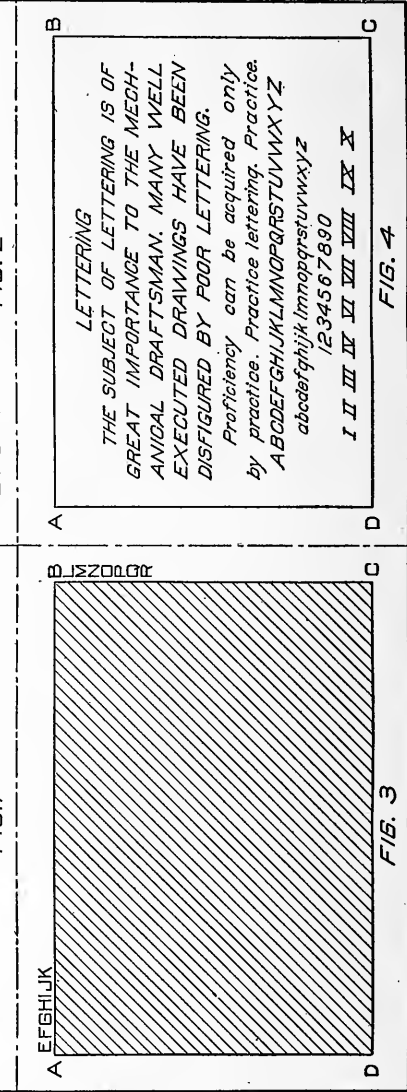 EFGHIJK
A
B
L
M
N
O
P
Q
R
D
C
FIG. 3
A
B
LETTERING
THE SUBJECT OF LETTERING IS OF
GREAT IMPORTANCE TO THE MECH-
ANICAL DRAFTSMAN. MANY WELL
EXECUTED DRAWINGS HAVE BEEN
DISFIGURED BY POOR LETTERING.
Proficiency can be acquired only
by practice. Practice lettering. Practice.
ABCDEFGHIJKLMNOPQRSTUVWXYZ
abcdefghijklmnopqrstuvwxyz
1234567890
I II III IV VI VII VIII IX X
D
C
FIG. 4